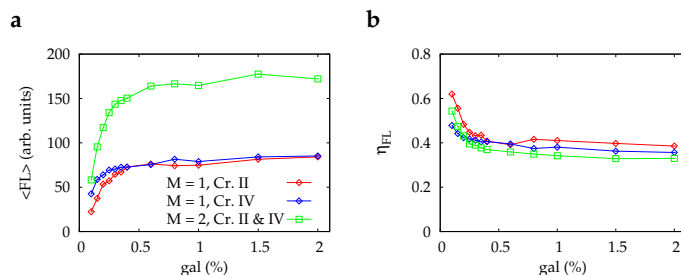 a
<FL> (arb. units)
200
150
100
50
0
M = 1, Cr. II
M = 1, Cr. IV
M = 2, Cr. II & IV
0 0.5 1 1.5 2
gal (%)
b
η_FL
0.8
0.6
0.4
0.2
0
0 0.5 1 1.5 2
gal (%)